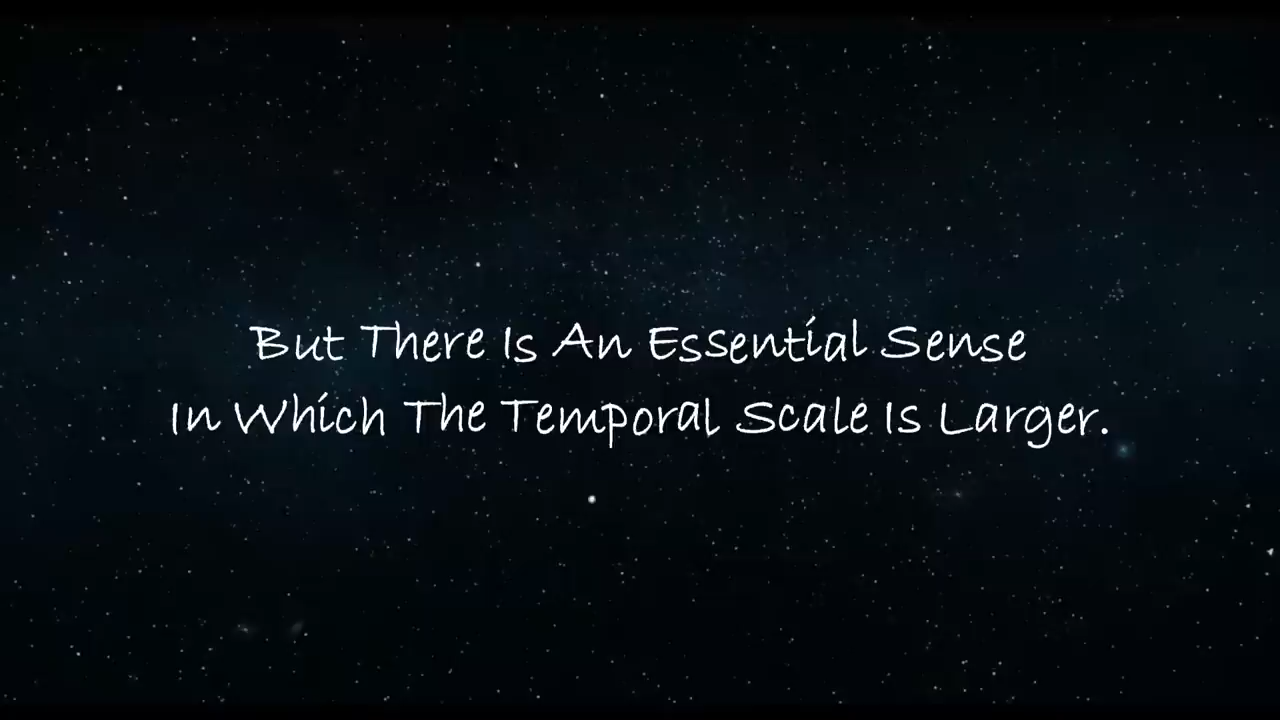 But There Is An Essential Sense
In Which The Temporal Scale Is Larger.